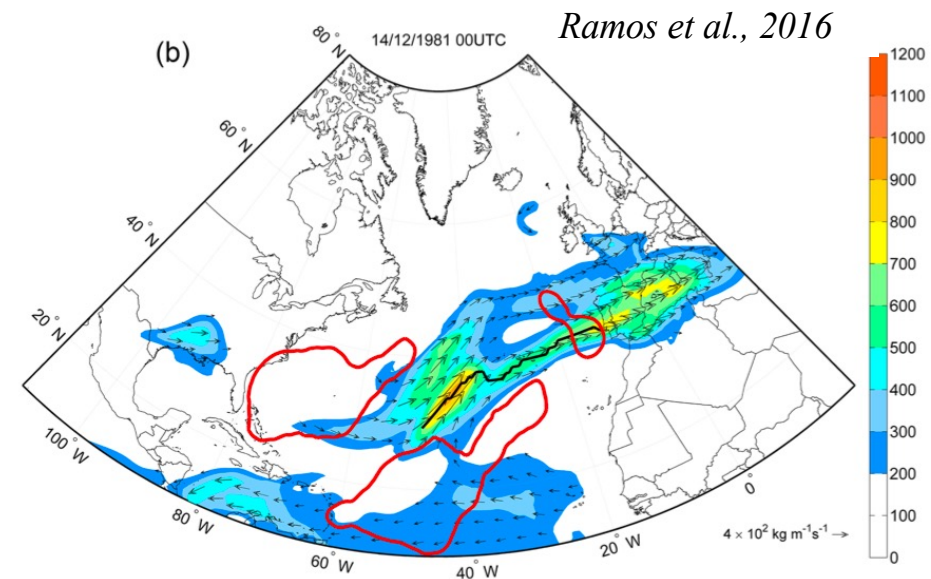 Ramos et al., 2016
(b)
14/12/1981 00UTC
80° N
60° N
40° N
20° N
100° W
80° W
60° W
40° W
20° W
0
1200
1100
1000
900
800
700
600
500
400
300
200
100
0
4 × 10² kg m⁻¹s⁻¹